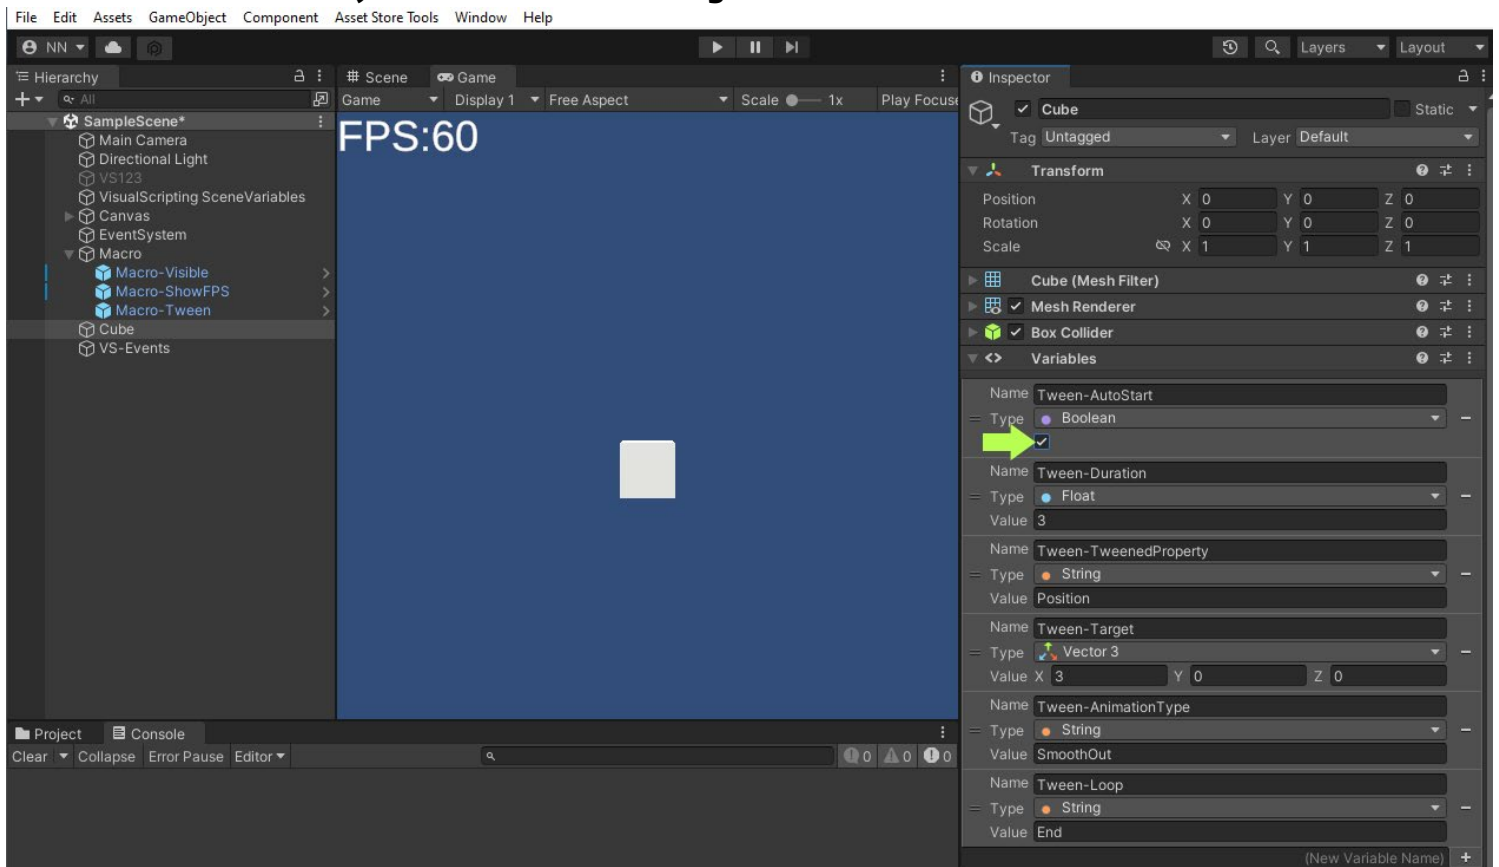 File Edit Assets GameObject Component Asset Store Tools Window Help
NN Layers Layout
Hierarchy
All
SampleScene*
Main Camera
Directional Light
VS123
VisualScripting SceneVariables
Canvas
EventSystem
Macro
Macro-Visible
Macro-ShowFPS
Macro-Tween
Cube
VS-Events
Scene Game
Game Display 1 Free Aspect Scale 1x Play Focuse
FPS:60
Project Console
Clear Collapse Error Pause Editor 0 0 0
Inspector
Cube Static
Tag Untagged Layer Default
Transform
Position X 0 Y 0 Z 0
Rotation X 0 Y 0 Z 0
Scale X 1 Y 1 Z 1
Cube (Mesh Filter)
Mesh Renderer
Box Collider
Variables
Name Tween-AutoStart
Type Boolean
Name Tween-Duration
Type Float
Value 3
Name Tween-TweenedProperty
Type String
Value Position
Name Tween-Target
Type Vector 3
Value X 3 Y 0 Z 0
Name Tween-AnimationType
Type String
Value SmoothOut
Name Tween-Loop
Type String
Value End
(New Variable Name) +